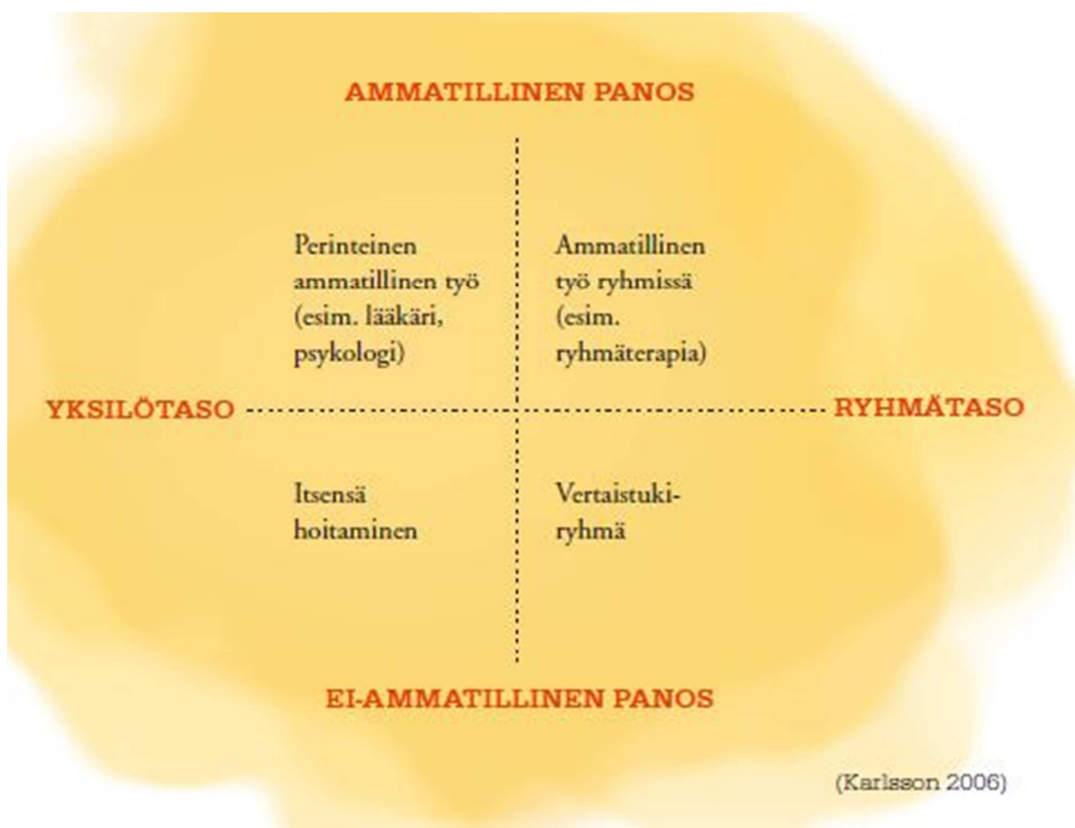 AMMATILLINEN PANOS
Perinteinen
ammatillinen työ
(esim. lääkäri,
psykologi)
Ammatillinen
työ ryhmissä
(esim.
ryhmäterapia)
YKSILÖTASO
RYHMÄTASO
Itsensä
hoitaminen
Vertaistuki-
ryhmä
EI-AMMATILLINEN PANOS
(Karlsson 2006)